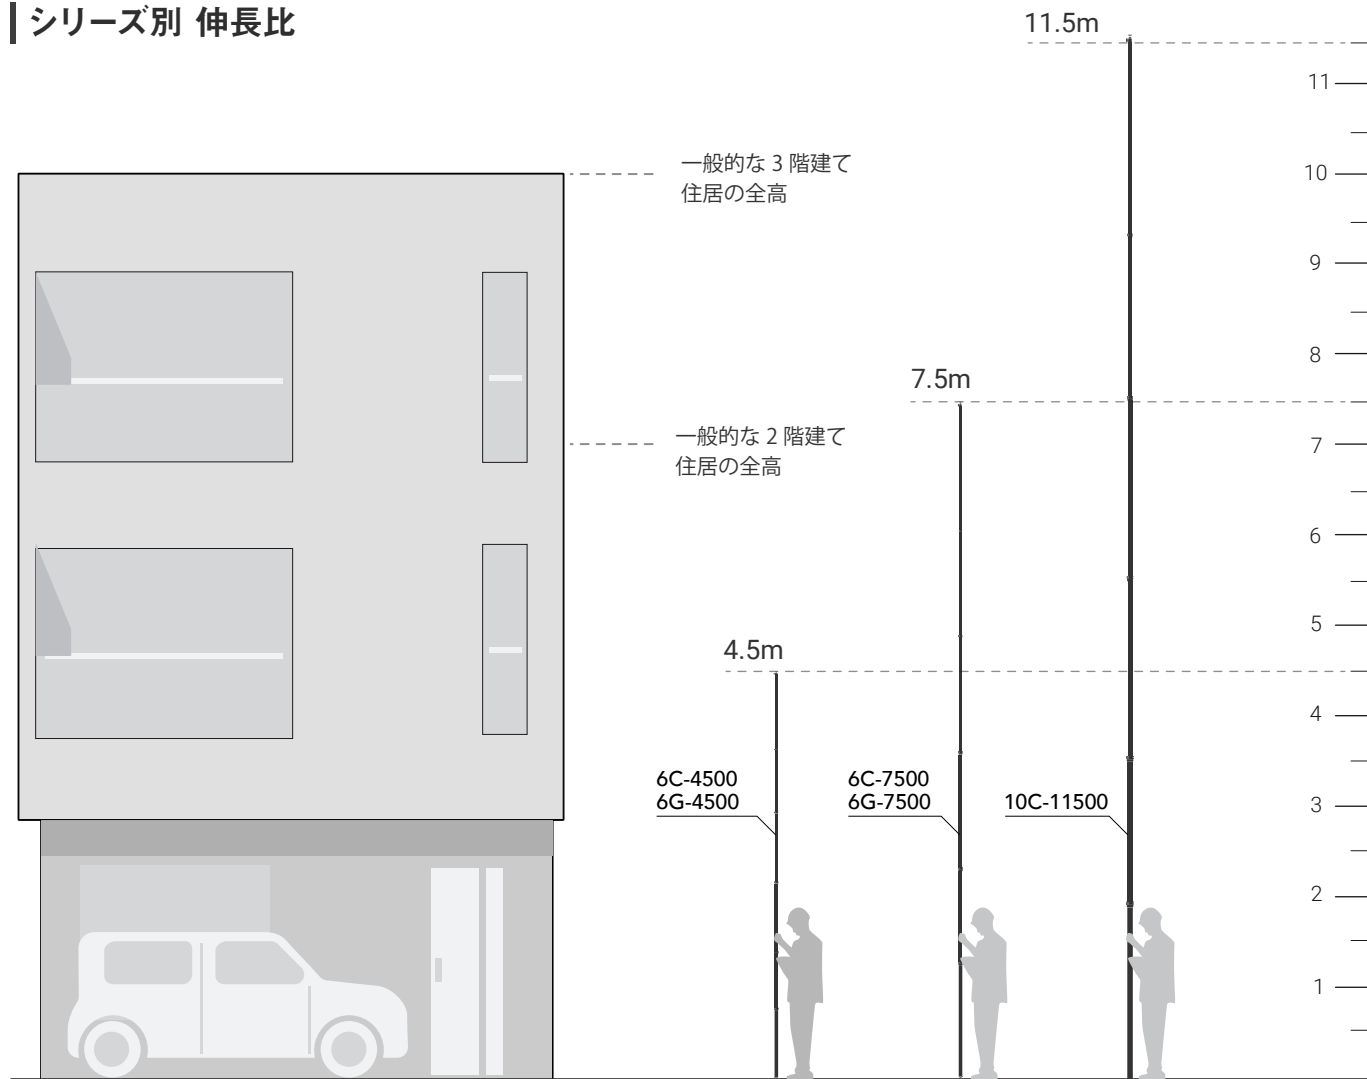 シリーズ別 伸長比
11.5m
11
一般的な 3 階建て
住居の全高
10
9
8
7.5m
一般的な 2 階建て
住居の全高
7
6
5
4.5m
4
6C-4500
6G-4500
6C-7500
6G-7500
10C-11500
3
2
1